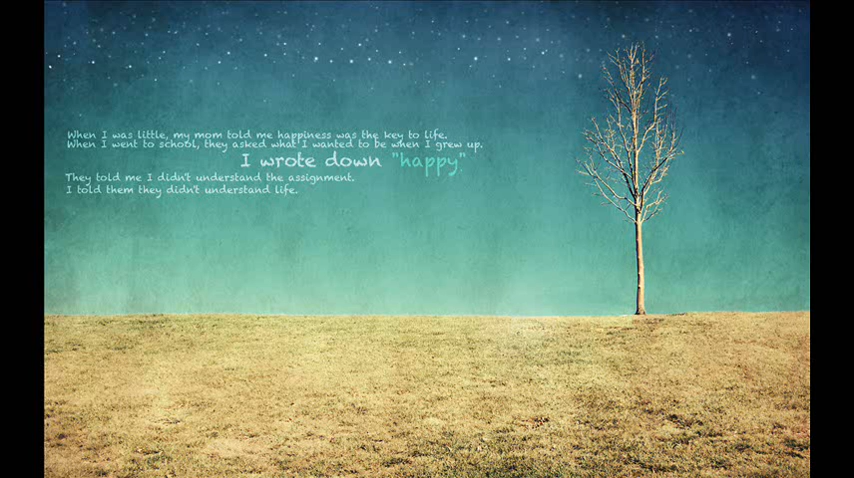 When I was little, my mom told me happiness was the key to life.
When I went to school, they asked what I wanted to be when I grew up.
I wrote down "happy"
They told me I didn't understand the assignment.
I told them they didn't understand life.